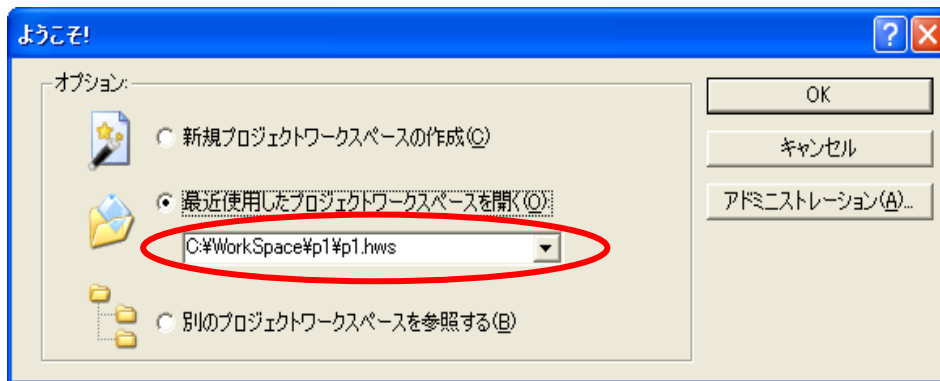 ようこそ!
オプション:
新規プロジェクトワークスペースの作成(C)
最近使用したプロジェクトワークスペースを開く(O):
C:¥WorkSpace¥p1¥p1.hws
別のプロジェクトワークスペースを参照する(B)
OK
キャンセル
アドミニストレーション(A)...